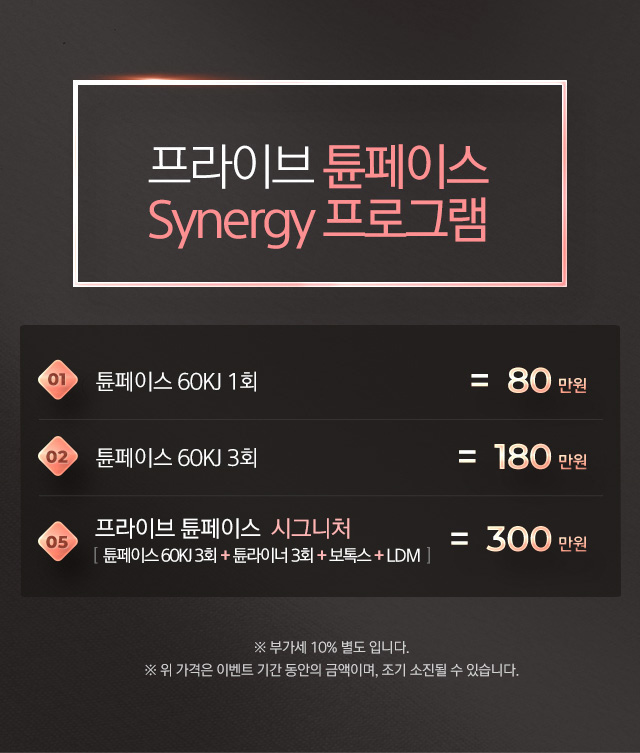 프라이브 튠페이스
Synergy 프로그램
01 튠페이스 60KJ 1회 = 80 만원
02 튠페이스 60KJ 3회 = 180 만원
05 프라이브 튠페이스 시그니처 = 300 만원
[ 튠페이스 60KJ 3회 + 튠라이너 3회 + 보톡스 + LDM ]
※ 부가세 10% 별도 입니다.
※ 위 가격은 이벤트 기간 동안의 금액이며, 조기 소진될 수 있습니다.